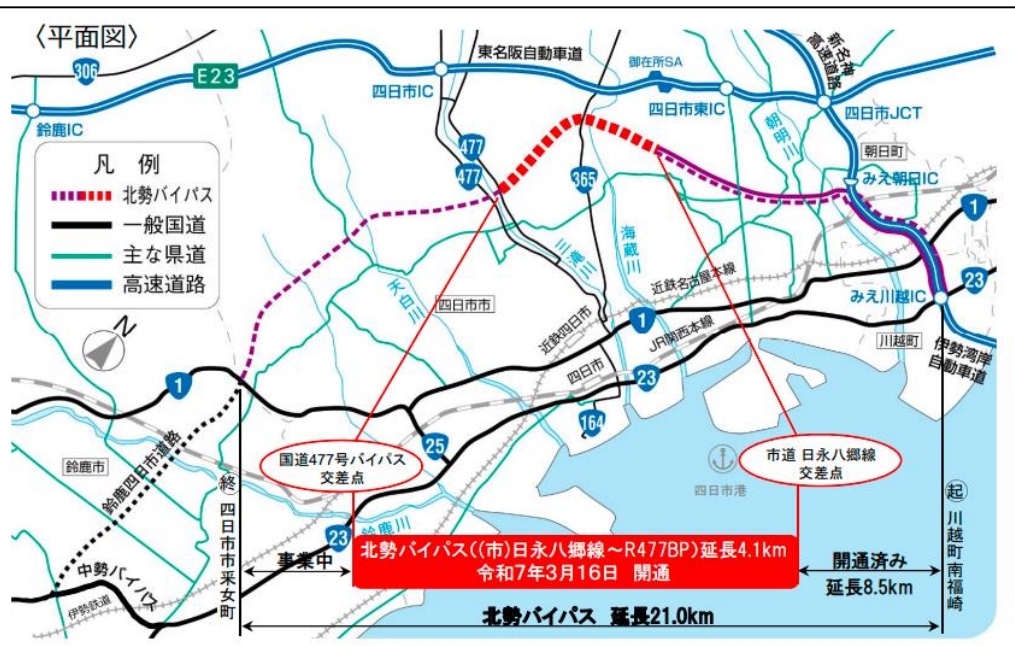 〈平面図〉
306
E23
東名阪自動車道
御在所SA
新名神
高速道路
四日市IC
四日市東IC
四日市JCT
鈴鹿IC
朝明川
朝日町
凡 例
北勢バイパス
一般国道
主な県道
高速道路
477
477
365
みえ朝日IC
1
N
天白川
四日市市
三滝川
海蔵川
近鉄名古屋本線
近鉄四日市
1
JR関西本線
みえ川越IC
23
川越町
伊勢湾岸
自動車道
四日市
23
164
1
25
鈴鹿市
鈴鹿四日市道路
国道477号バイパス
交差点
市道 日永八郷線
交差点
四日市港
終
四日市市釆女町
起
川越町南福崎
23
鈴鹿川
中勢バイパス
伊勢鉄道
事業中
北勢バイパス((市)日永八郷線～R477BP)延長4.1km
令和7年3月16日 開通
開通済み
延長8.5km
北勢バイパス 延長21.0km